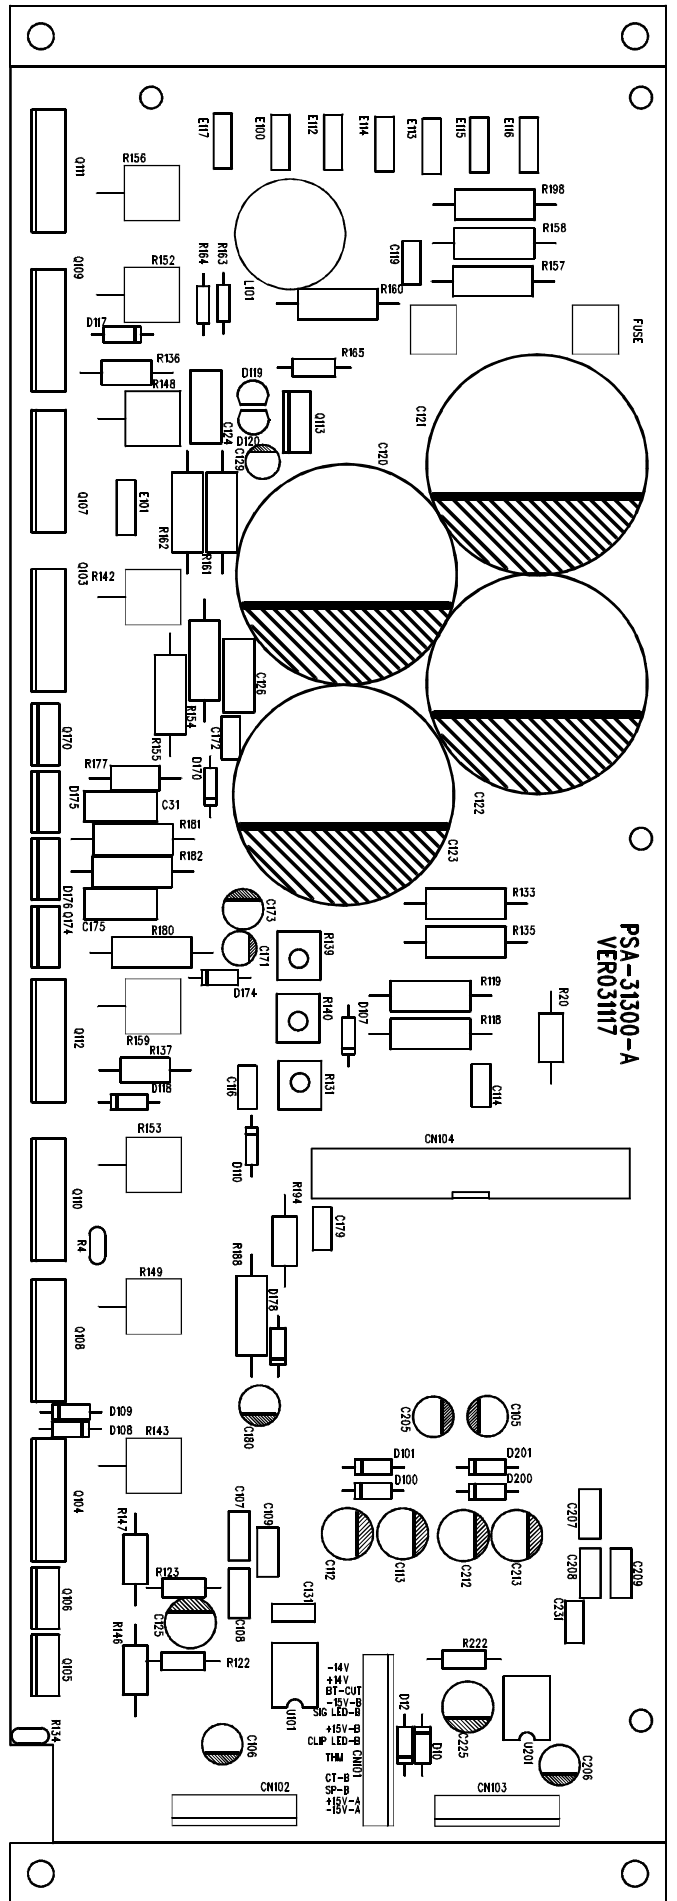 E117
E100
E112
E114
E113
E115
E116
Q111
R156
R198
R158
R157
C119
Q109
R152
R164
R163
L101
R160
D117
FUSE
R136
R165
R148
D119
C121
C124
D120
Q113
C129
C120
Q107
E101
R162
R161
Q103
R142
R154
C126
R155
C172
Q170
R177
D170
D175
C31
C122
R181
C123
R182
D176
C175
C173
R133
Q174
R180
C171
R139
R135
PSA-31300-A
VER031117
D174
R119
R20
R140
D107
R118
Q112
R159
R137
D118
C116
R131
C114
R153
D110
CN104
Q110
R194
R4
C179
R188
R149
D178
Q108
D109
D108
C180
C205
C105
R143
D101
D201
D100
D200
Q104
R147
C107
C109
C207
C112
C113
C212
C213
R123
C208
C209
Q106
C125
C108
C131
C231
R146
R122
R222
Q105
-14V
+14V
BT-CUT
-15V-B
SIG LED-B
+15V-B
CLIP LED-B
THM
CT-B
SP-B
+15V-A
-15V-A
U101
CN101
D12
D10
C225
U201
R134
C106
C206
CN102
CN103